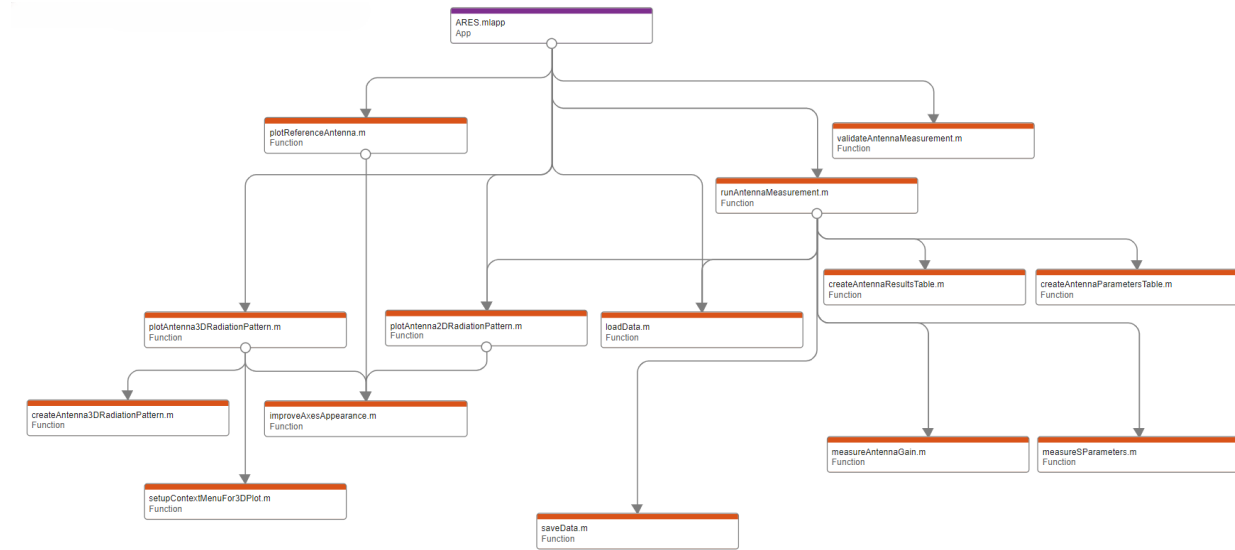 ARES.mlapp
App
plotReferenceAntenna.m
Function
validateAntennaMeasurement.m
Function
runAntennaMeasurement.m
Function
createAntennaResultsTable.m
Function
createAntennaParametersTable.m
Function
plotAntenna3DRadiationPattern.m
Function
plotAntenna2DRadiationPattern.m
Function
loadData.m
Function
createAntenna3DRadiationPattern.m
Function
improveAxesAppearance.m
Function
measureAntennaGain.m
Function
measureSParameters.m
Function
setupContextMenuFor3DPlot.m
Function
saveData.m
Function